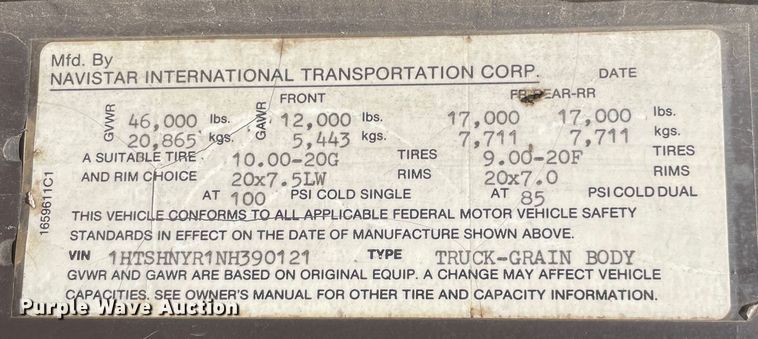 Mfd. By
NAVISTAR INTERNATIONAL TRANSPORTATION CORP. DATE
FRONT FR-REAR-RR
GVWR 46,000 lbs. GAWR 12,000 lbs. 17,000 17,000 lbs.
20,865 kgs. 5,443 kgs. 7,711 7,711 kgs.
A SUITABLE TIRE 10.00-20G TIRES 9.00-20F TIRES
AND RIM CHOICE 20x7.5LW RIMS 20x7.0 RIMS
AT 100 PSI COLD SINGLE AT 85 PSI COLD DUAL
THIS VEHICLE CONFORMS TO ALL APPLICABLE FEDERAL MOTOR VEHICLE SAFETY
STANDARDS IN EFFECT ON THE DATE OF MANUFACTURE SHOWN ABOVE.
VIN 1HTSHNYR1NH390121 TYPE TRUCK-GRAIN BODY
GVWR AND GAWR ARE BASED ON ORIGINAL EQUIP. A CHANGE MAY AFFECT VEHICLE
CAPACITIES. SEE OWNER'S MANUAL FOR OTHER TIRE AND CAPACITY INFORMATION.
1659611C1
Purple Wave Auction